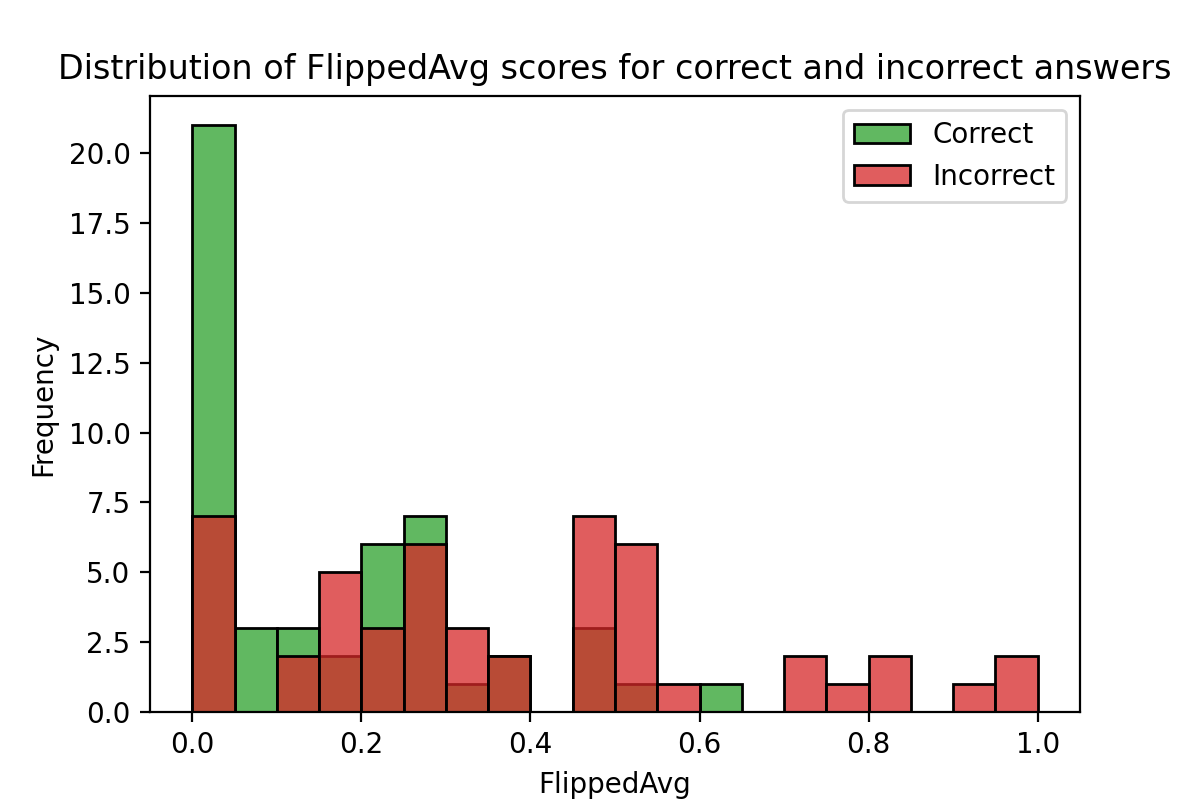 Distribution of FlippedAvg scores for correct and incorrect answers
Correct
Incorrect
20.0
17.5
15.0
12.5
10.0
7.5
5.0
2.5
0.0
Frequency
0.0 0.2 0.4 0.6 0.8 1.0
FlippedAvg